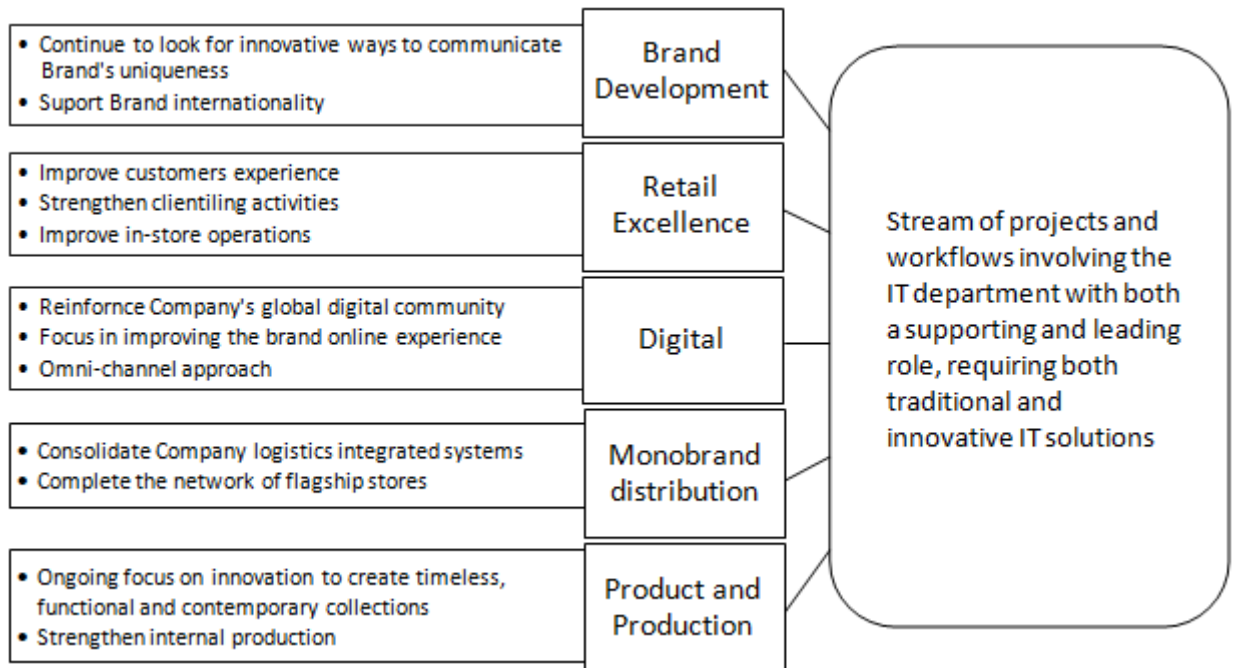 • Continue to look for innovative ways to communicate
Brand's uniqueness
• Suport Brand internationality
Brand
Development
• Improve customers experience
• Strengthen clientiling activities
• Improve in-store operations
Retail
Excellence
• Reinfornce Company's global digital community
• Focus in improving the brand online experience
• Omni-channel approach
Digital
• Consolidate Company logistics integrated systems
• Complete the network of flagship stores
Monobrand
distribution
• Ongoing focus on innovation to create timeless,
functional and contemporary collections
• Strengthen internal production
Product and
Production
Stream of projects and
workflows involving the
IT department with both
a supporting and leading
role, requiring both
traditional and
innovative IT solutions